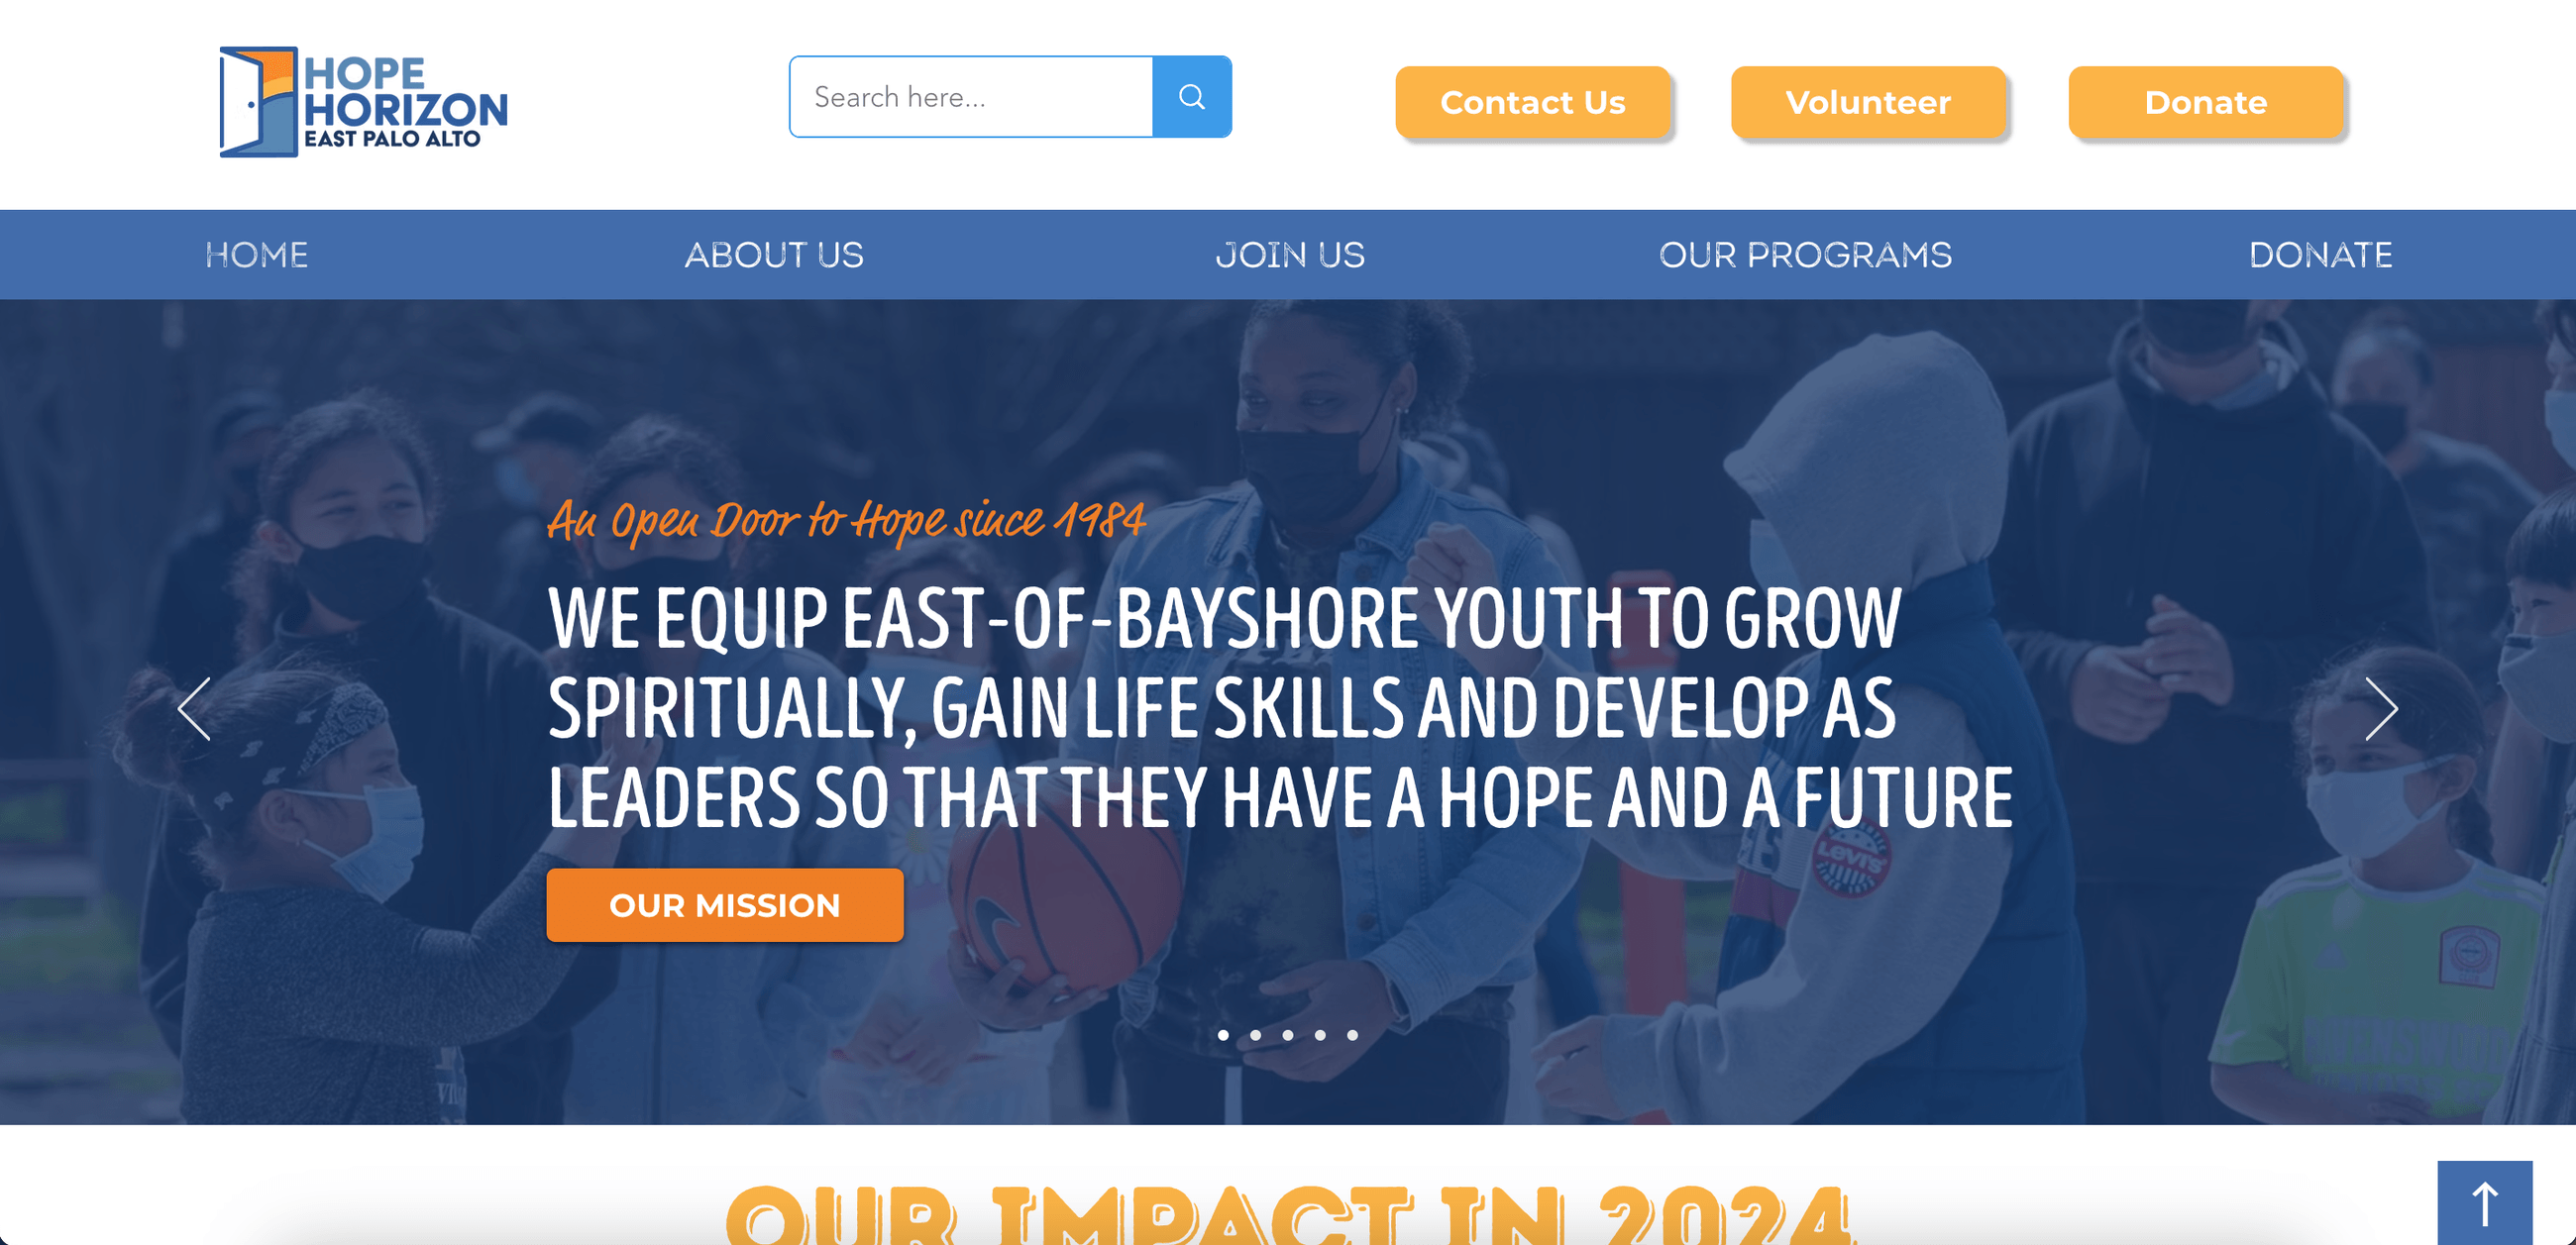 HOPE
HORIZON
EAST PALO ALTO
Search here...
Contact Us
Volunteer
Donate
HOME
ABOUT US
JOIN US
OUR PROGRAMS
DONATE
An Open Door to Hope since 1984
WE EQUIP EAST-OF-BAYSHORE YOUTH TO GROW
SPIRITUALLY, GAIN LIFE SKILLS AND DEVELOP AS
LEADERS SO THAT THEY HAVE A HOPE AND A FUTURE
Levi's
OUR MISSION
OUR IMPACT IN 2024